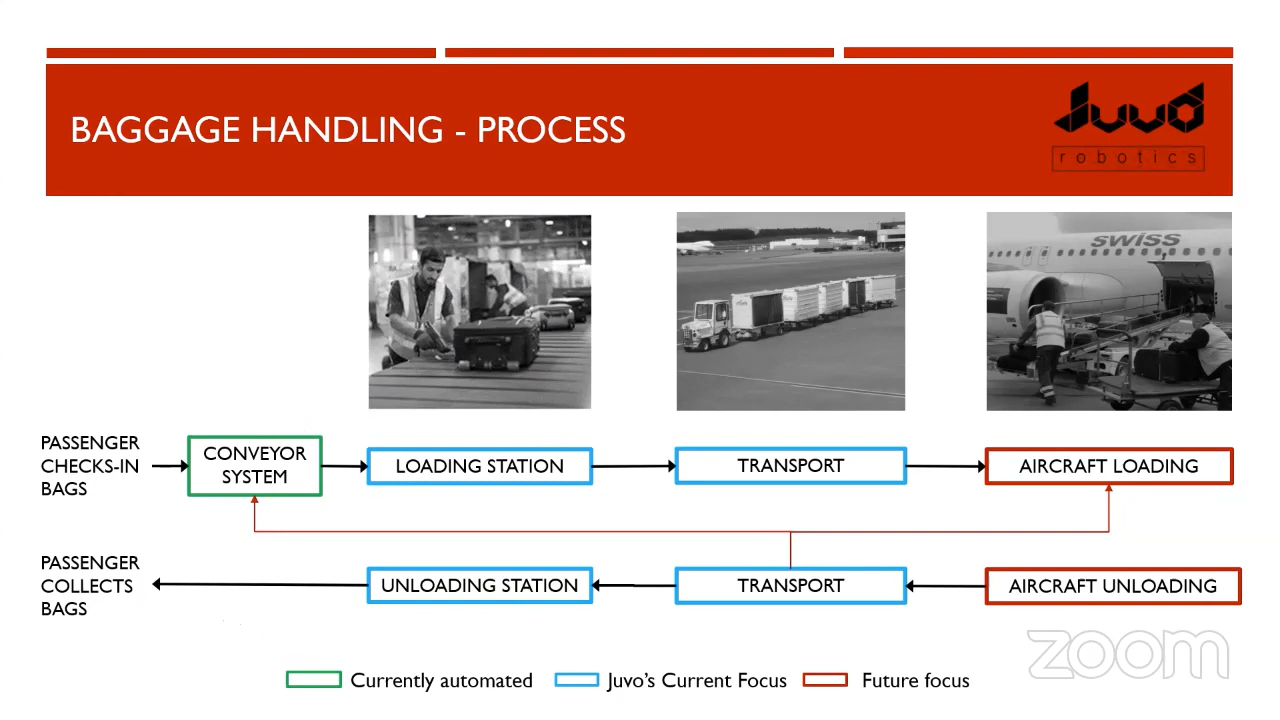 BAGGAGE HANDLING - PROCESS
Juvo
robotics
swiss
PASSENGER
CHECKS-IN
BAGS
CONVEYOR
SYSTEM
LOADING STATION
TRANSPORT
AIRCRAFT LOADING
PASSENGER
COLLECTS
BAGS
UNLOADING STATION
TRANSPORT
AIRCRAFT UNLOADING
zoom
Currently automated
Juvo's Current Focus
Future focus